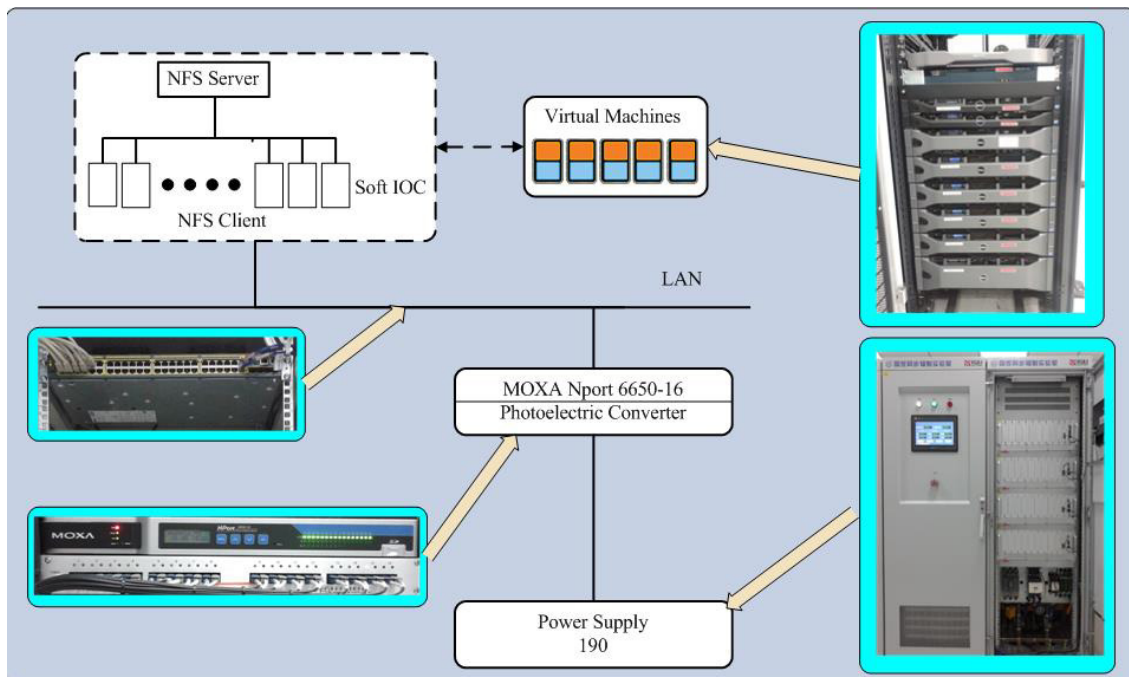 NFS Server
Virtual Machines
Soft IOC
NFS Client
LAN
MOXA Nport 6650-16
Photoelectric Converter
MOXA
NPort
Power Supply
190